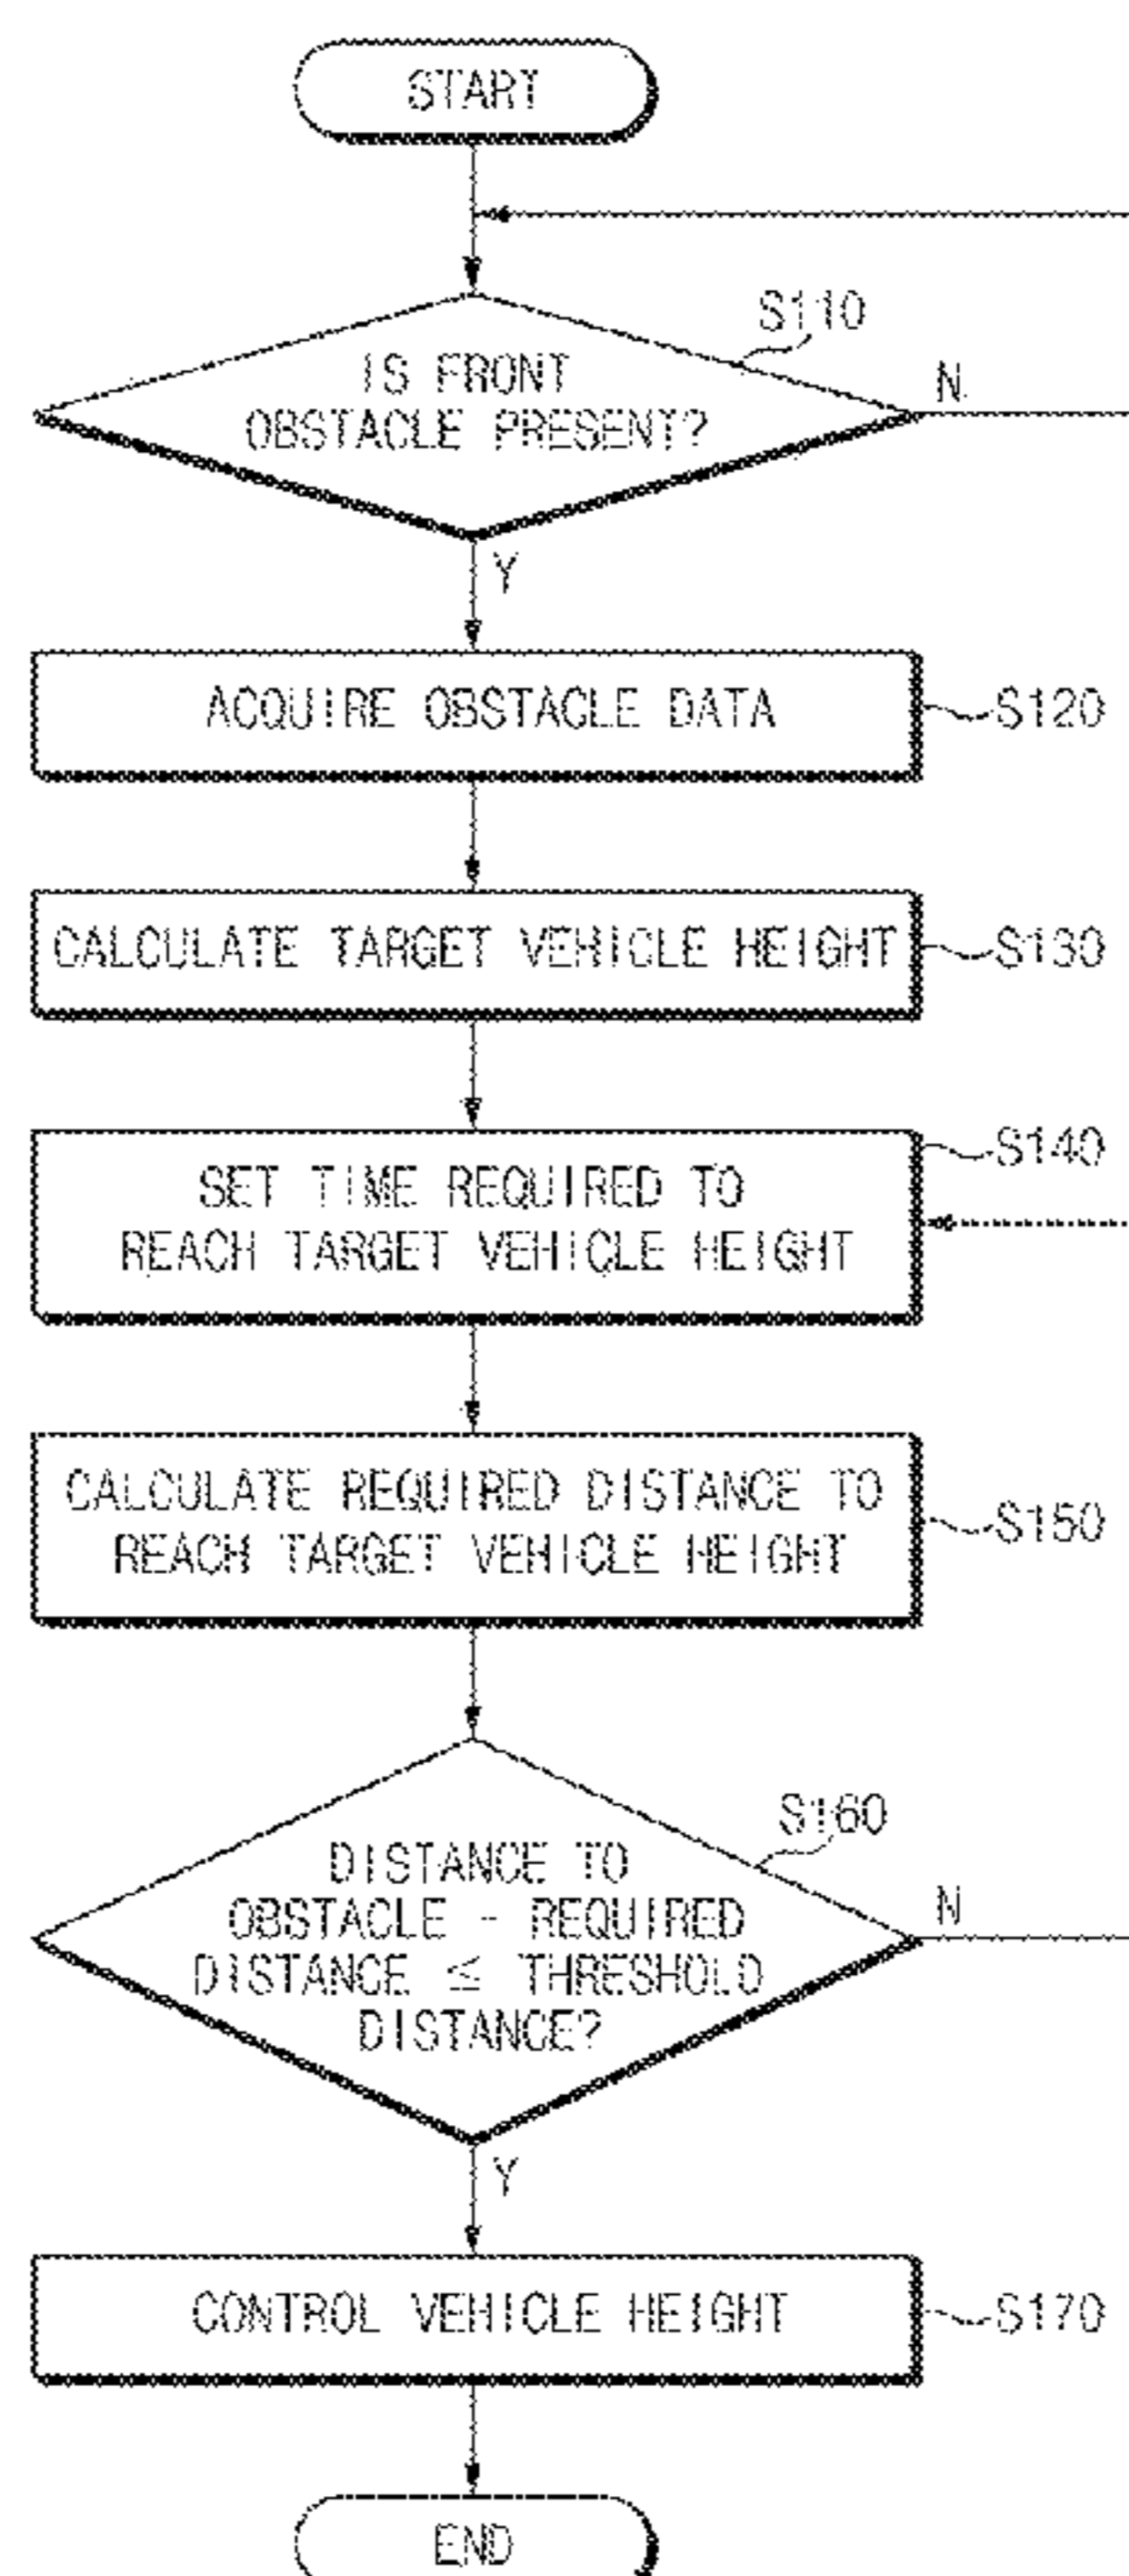 START
S110
IS FRONT
OBSTACLE PRESENT?
N
Y
ACQUIRE OBSTACLE DATA
S120
CALCULATE TARGET VEHICLE HEIGHT
S130
S140
SET TIME REQUIRED TO
REACH TARGET VEHICLE HEIGHT
CALCULATE REQUIRED DISTANCE TO
REACH TARGET VEHICLE HEIGHT
S150
S160
DISTANCE TO
OBSTACLE - REQUIRED
DISTANCE ≤ THRESHOLD
DISTANCE?
N
Y
CONTROL VEHICLE HEIGHT
S170
END